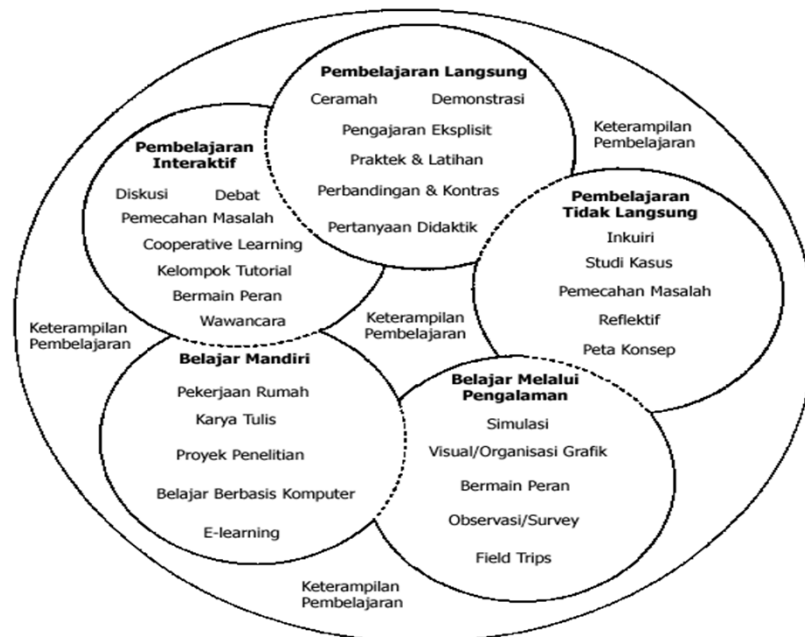 Pembelajaran Langsung
Ceramah Demonstrasi
Pengajaran Eksplisit
Praktek & Latihan
Perbandingan & Kontras
Pertanyaan Didaktik
Keterampilan
Pembelajaran
Pembelajaran
Interaktif
Diskusi Debat
Pemecahan Masalah
Cooperative Learning
Kelompok Tutorial
Bermain Peran
Wawancara
Pembelajaran
Tidak Langsung
Inkuiri
Studi Kasus
Pemecahan Masalah
Reflektif
Peta Konsep
Keterampilan
Pembelajaran
Keterampilan
Pembelajaran
Belajar Mandiri
Pekerjaan Rumah
Karya Tulis
Proyek Penelitian
Belajar Berbasis Komputer
E-learning
Belajar Melalui
Pengalaman
Simulasi
Visual/Organisasi Grafik
Bermain Peran
Observasi/Survey
Field Trips
Keterampilan
Pembelajaran